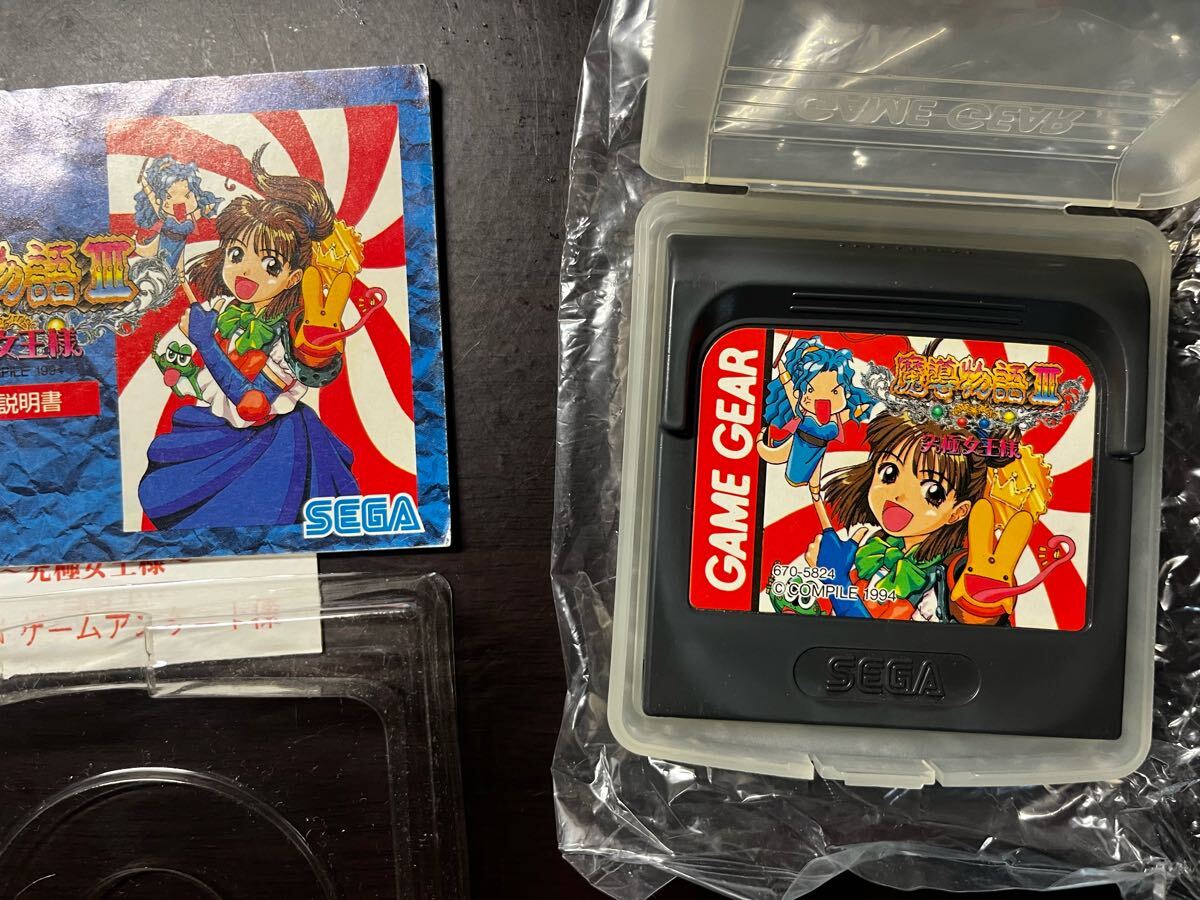 物語III
女王様
COMPILE 1994
説明書
SEGA
究極女王様
ゲームアンケート様
GAME GEAR
GAME GEAR
魔導物語III
究極女王様
670-5824
© COMPILE 1994
SEGA